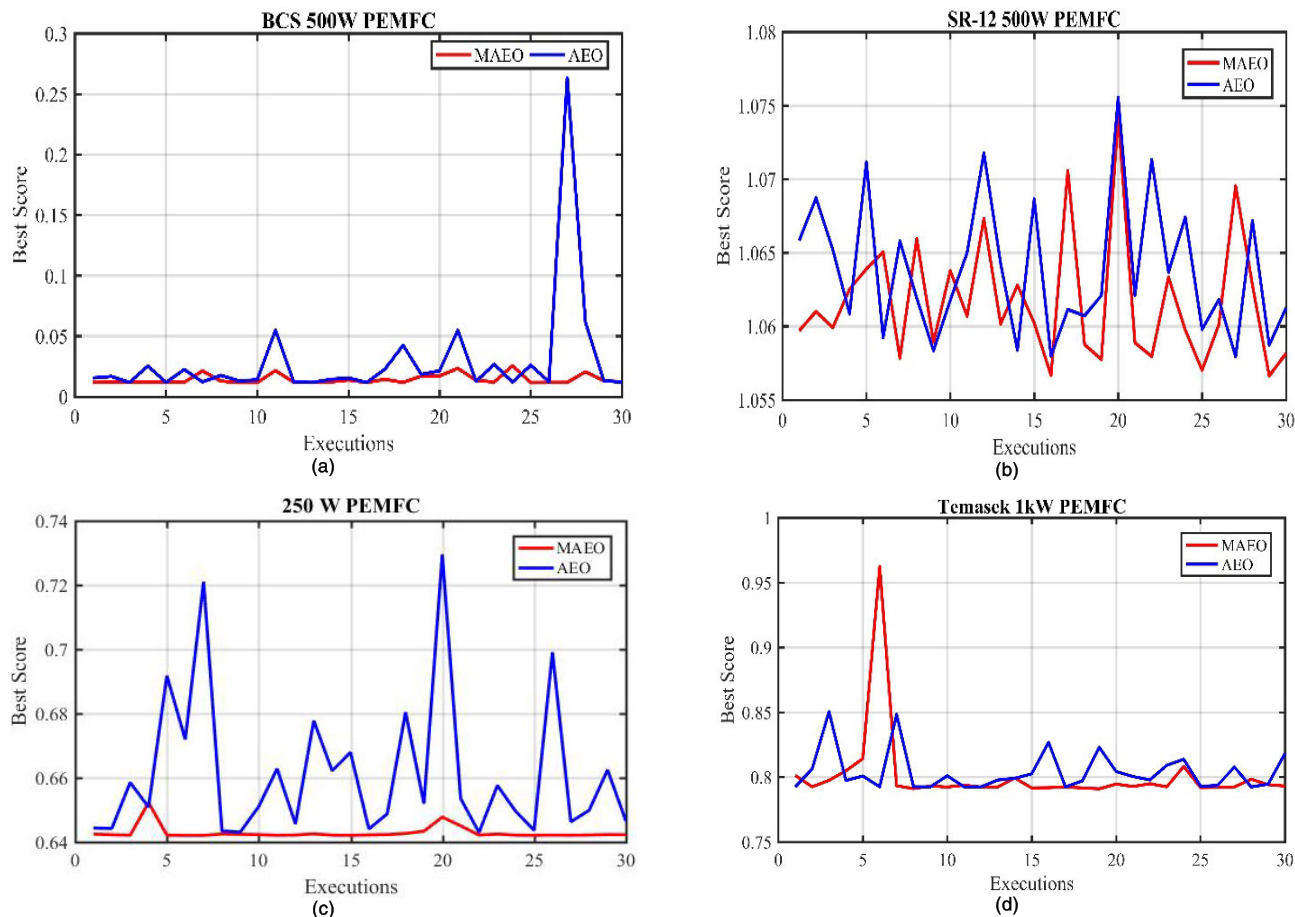 BCS 500W PEMFC
0.3
0.25
0.2
0.15
0.1
0.05
0
Best Score
MAEO AEO
0 5 10 15 20 25 30
Executions
(a)
SR-12 500W PEMFC
1.08
1.075
1.07
1.065
1.06
1.055
Best Score
MAEO
AEO
0 5 10 15 20 25 30
Executions
(b)
250 W PEMFC
0.74
0.72
0.7
0.68
0.66
0.64
Best Score
MAEO
AEO
0 5 10 15 20 25 30
Executions
(c)
Temasek 1kW PEMFC
1
0.95
0.9
0.85
0.8
0.75
Best Score
MAEO
AEO
0 5 10 15 20 25 30
Executions
(d)